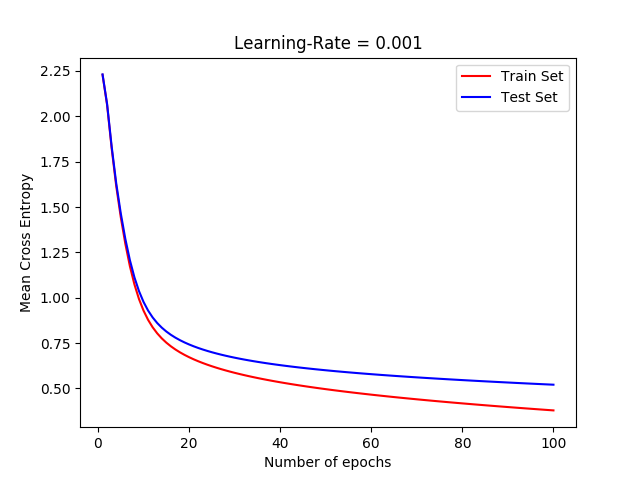 Learning-Rate = 0.001
Train Set
Test Set
2.25
2.00
1.75
1.50
1.25
1.00
0.75
0.50
Mean Cross Entropy
0 20 40 60 80 100
Number of epochs